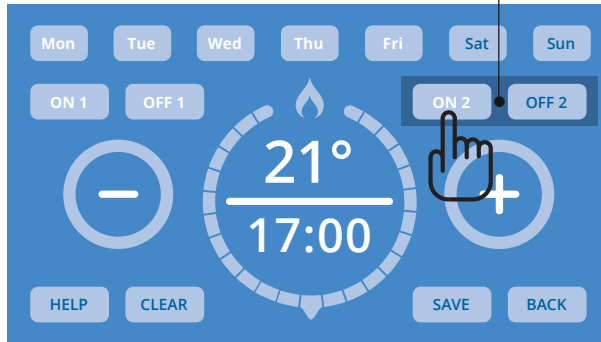 Mon Tue Wed Thu Fri Sat Sun
ON 1 OFF 1 ON 2 OFF 2
21°
17:00
HELP CLEAR SAVE BACK